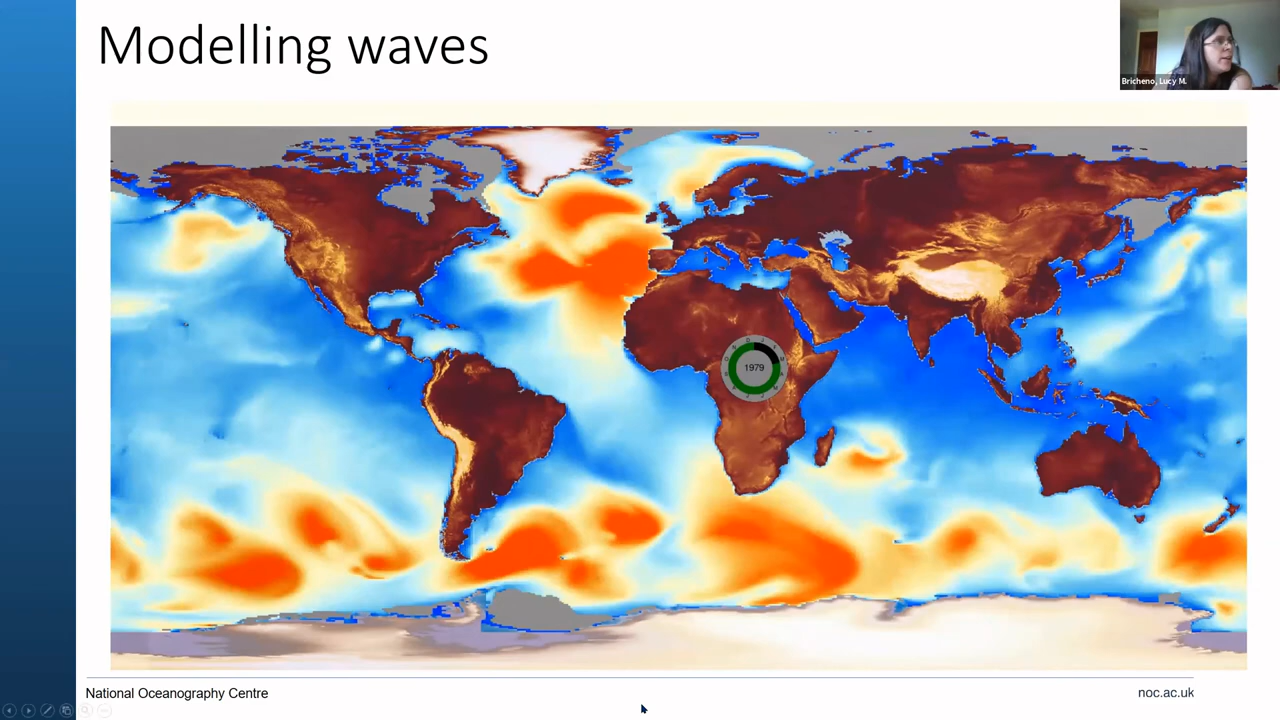 Modelling waves
Bricheno, Lucy M.
1979
National Oceanography Centre
noc.ac.uk